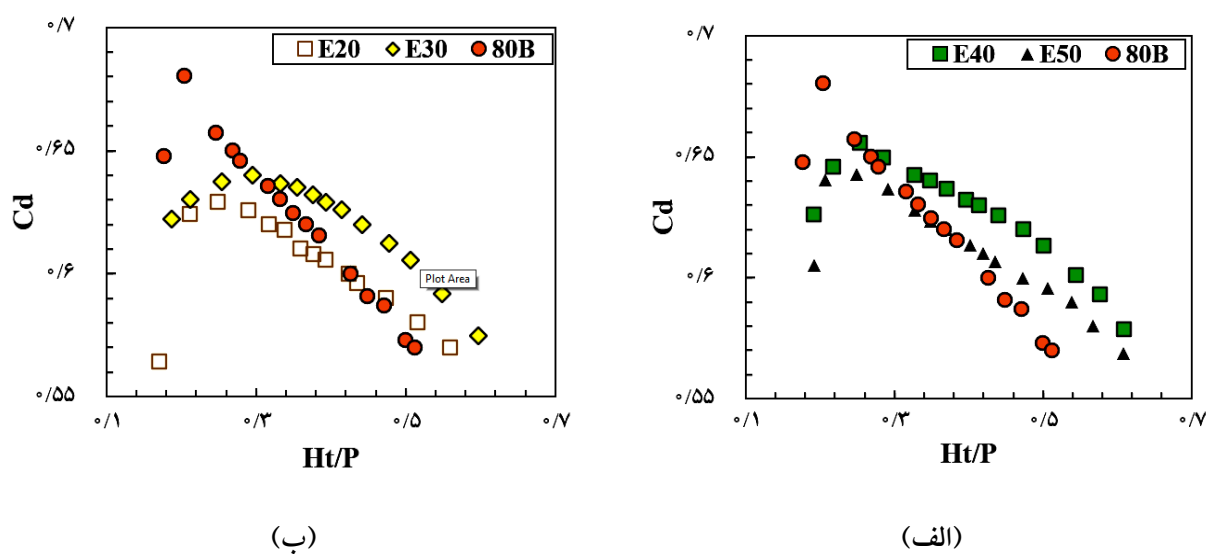 ۰/۷
E20 E30 80B
۰/۶۵
Cd
۰/۶
Plot Area
۰/۵۵
۰/۱ ۰/۳ ۰/۵ ۰/۷
Ht/P
(ب)
۰/۷
E40 E50 80B
۰/۶۵
Cd
۰/۶
۰/۵۵
۰/۱ ۰/۳ ۰/۵ ۰/۷
Ht/P
(الف)